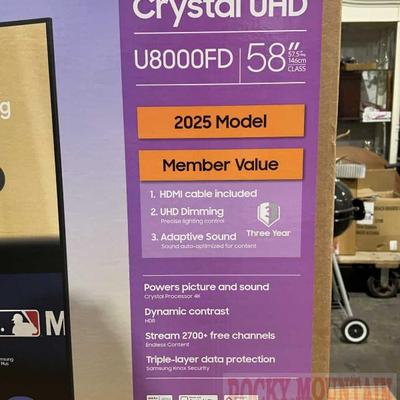 Crystal UHD
U8000FD 58"
57.5" Diag.
146cm
CLASS
2025 Model
Member Value
1. HDMI cable included
2. UHD Dimming
Precise lighting control
3. Adaptive Sound
Sound auto-optimized for content
3
Three Year
Powers picture and sound
Crystal Processor 4K
Dynamic contrast
HDR
Stream 2700+ free channels
Endless Content
Triple-layer data protection
Samsung Knox Security
g
M
Plus
ROCKY MOUNTAIN